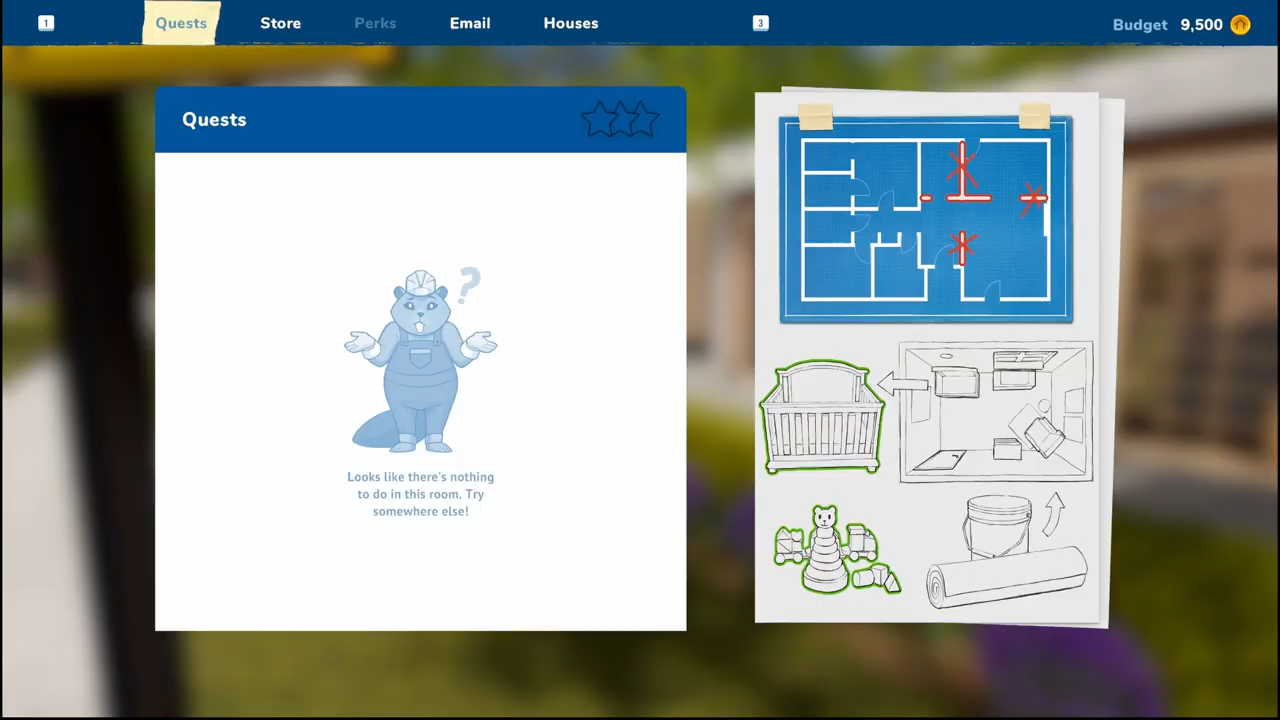 1
Quests
Store
Perks
Email
Houses
3
Budget 9,500
Quests
?
Looks like there's nothing
to do in this room. Try
somewhere else!